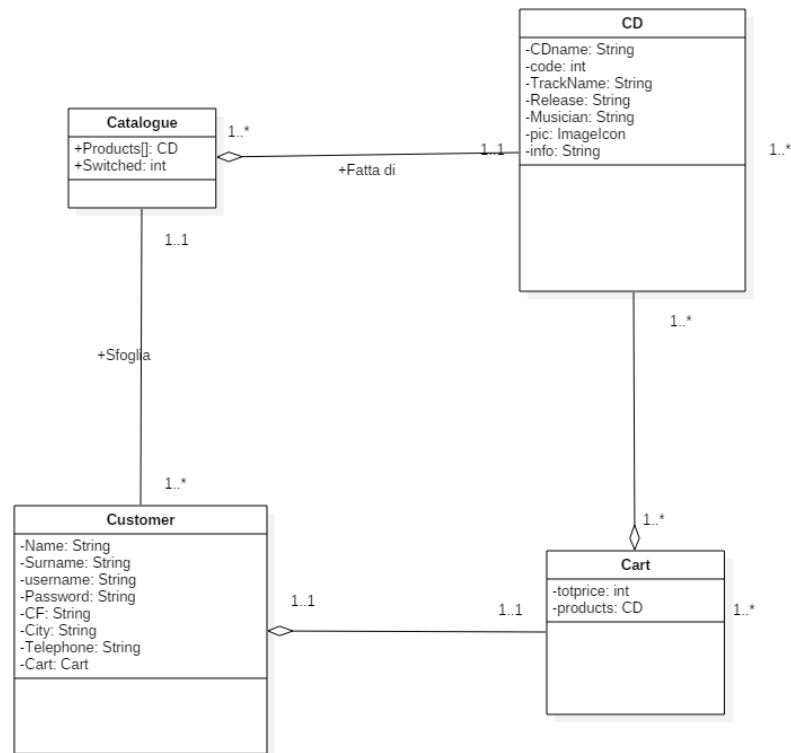 CD
-CDname: String
-code: int
-TrackName: String
-Release: String
-Musician: String
-pic: ImageIcon
-info: String
1..*
Catalogue
+Products[]: CD
+Switched: int
1..*
+Fatta di
1..1
1..1
+Sfoglia
1..*
1..*
1..*
Customer
-Name: String
-Surname: String
-username: String
-Password: String
-CF: String
-City: String
-Telephone: String
-Cart: Cart
1..1
1..1
Cart
-totprice: int
-products: CD
1..*